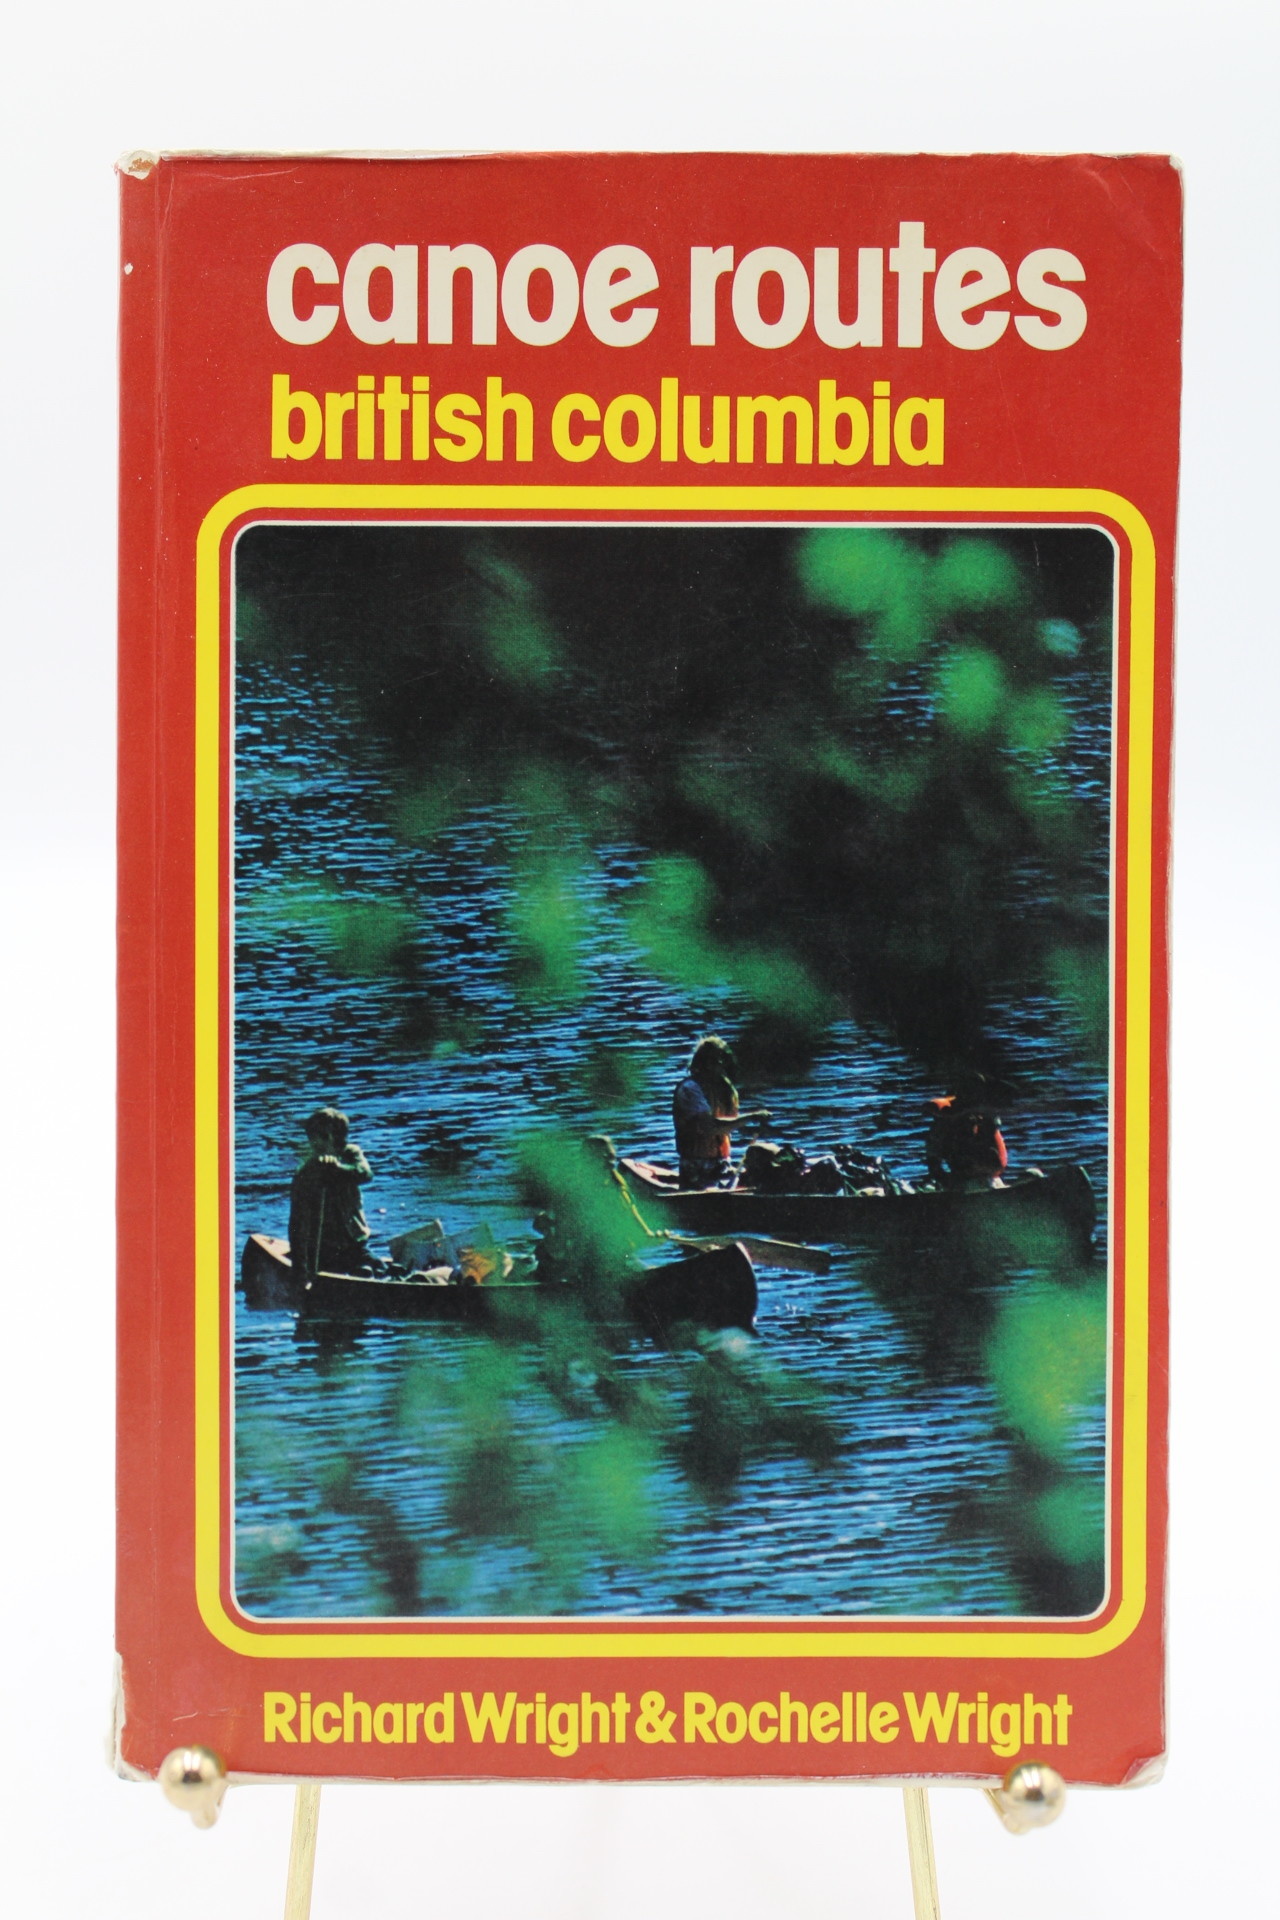 canoe routes
british columbia
Richard Wright & Rochelle Wright